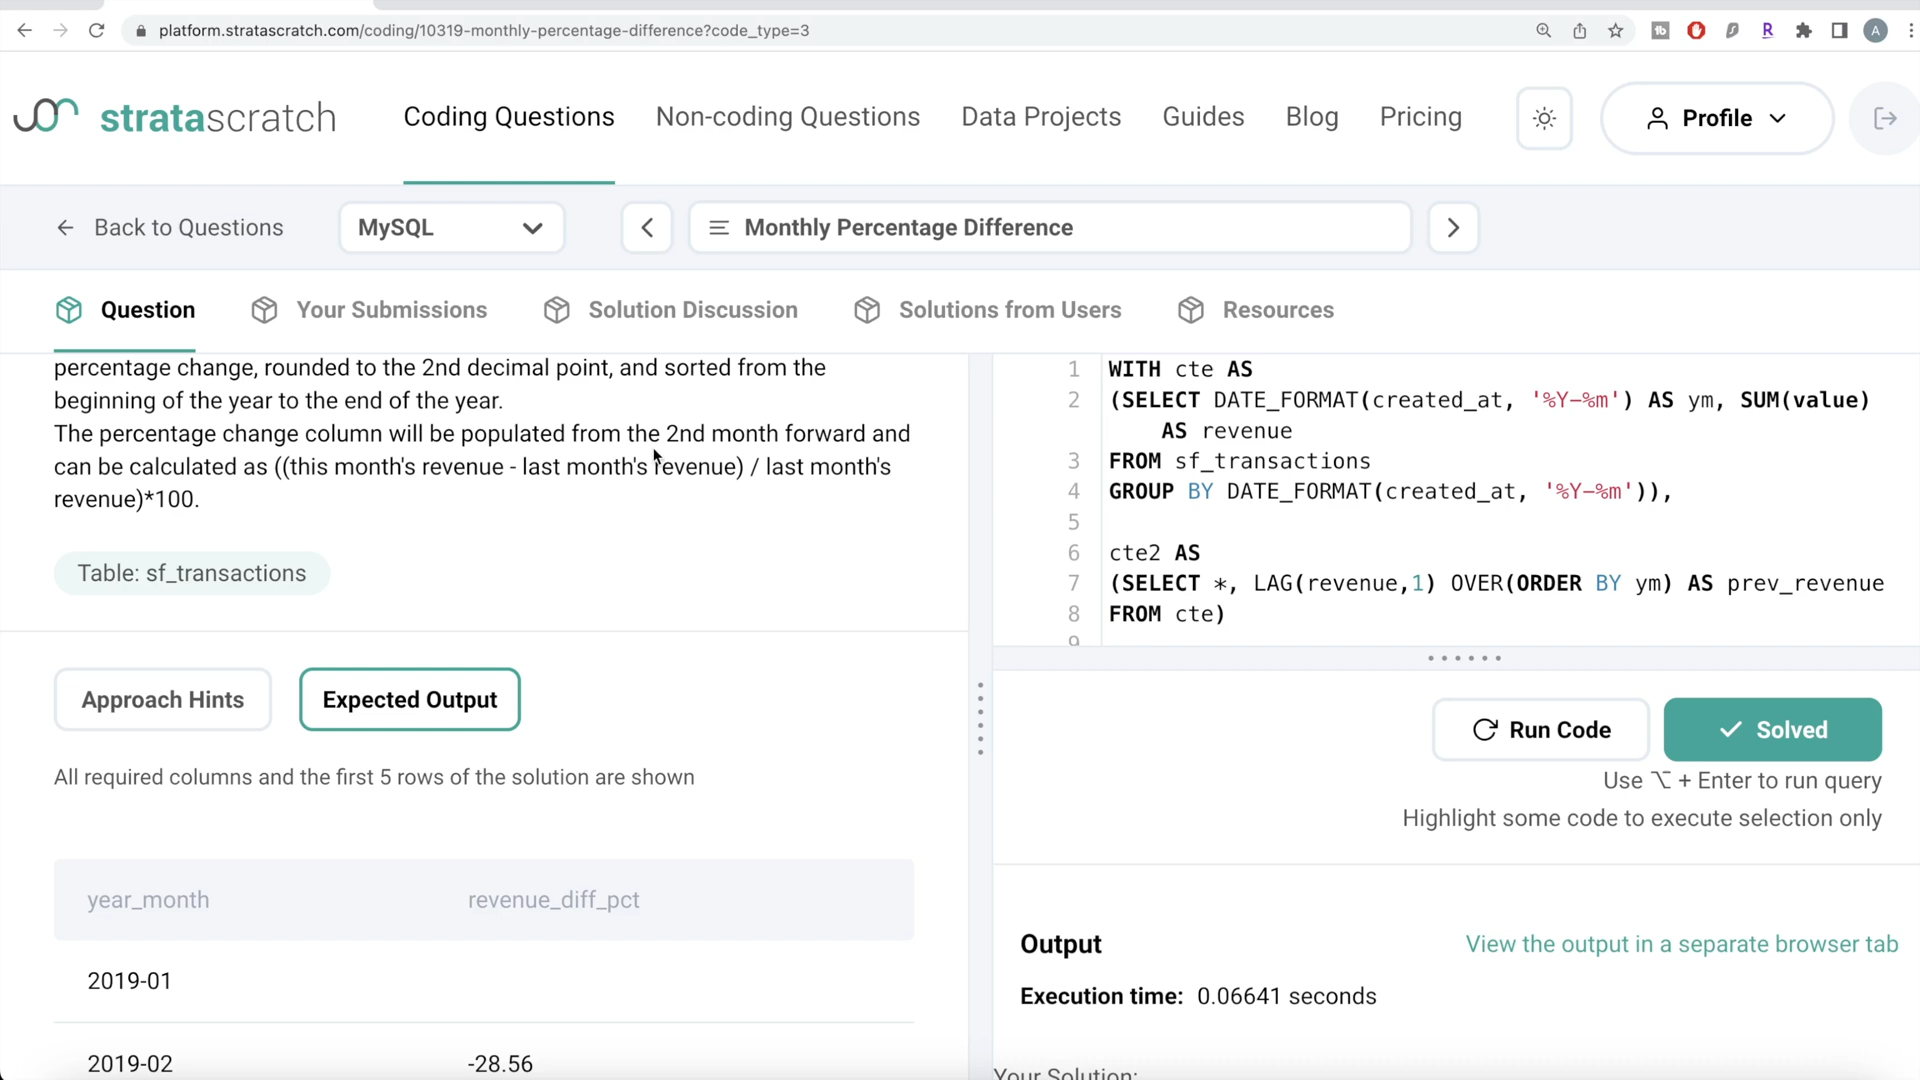 platform.stratascratch.com/coding/10319-monthly-percentage-difference?code_type=3
stratascratch
Coding Questions
Non-coding Questions
Data Projects
Guides
Blog
Pricing
Profile
Back to Questions
MySQL
Monthly Percentage Difference
Question
Your Submissions
Solution Discussion
Solutions from Users
Resources
percentage change, rounded to the 2nd decimal point, and sorted from the
beginning of the year to the end of the year.
The percentage change column will be populated from the 2nd month forward and
can be calculated as ((this month's revenue - last month's revenue) / last month's
revenue)*100.
Table: sf_transactions
Approach Hints
Expected Output
All required columns and the first 5 rows of the solution are shown
year_month revenue_diff_pct
2019-01
2019-02 -28.56
1 WITH cte AS
2 (SELECT DATE_FORMAT(created_at, '%Y-%m') AS ym, SUM(value)
AS revenue
3 FROM sf_transactions
4 GROUP BY DATE_FORMAT(created_at, '%Y-%m')),
5
6 cte2 AS
7 (SELECT *, LAG(revenue,1) OVER(ORDER BY ym) AS prev_revenue
8 FROM cte)
9
Run Code
Solved
Use ⌥ + Enter to run query
Highlight some code to execute selection only
Output
View the output in a separate browser tab
Execution time: 0.06641 seconds
Your Solution: